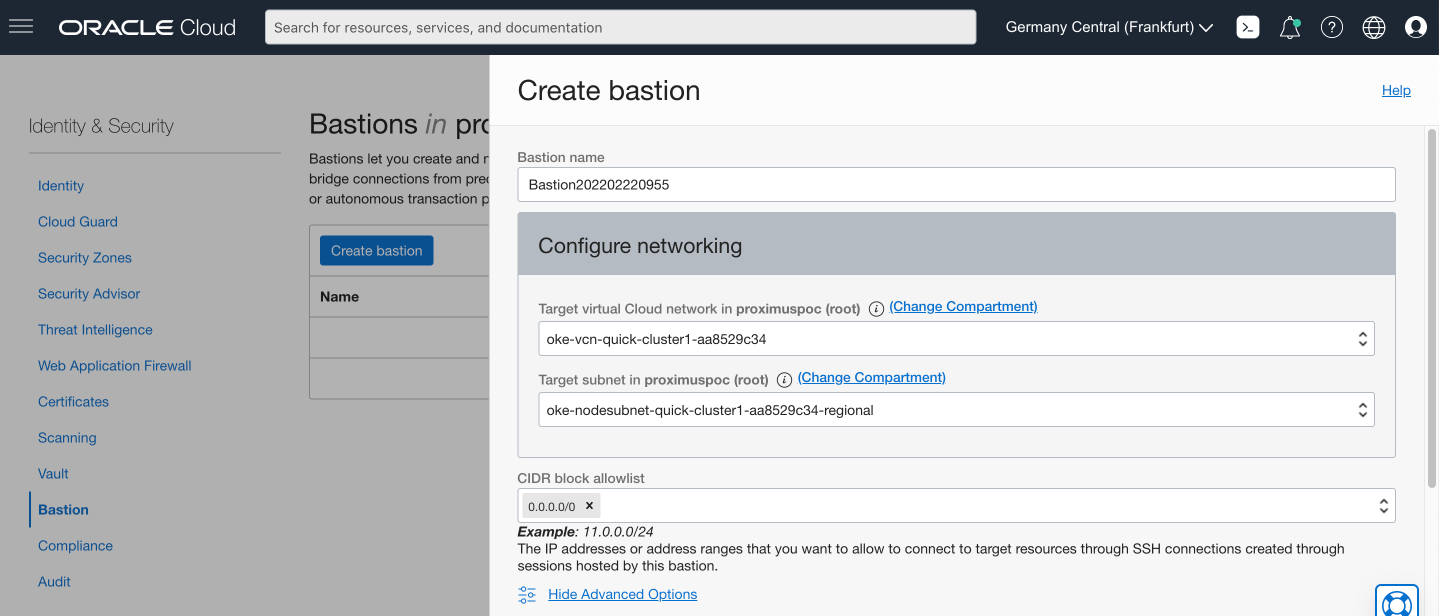 ORACLE Cloud
Search for resources, services, and documentation
Germany Central (Frankfurt)
Identity & Security
Identity
Cloud Guard
Security Zones
Security Advisor
Threat Intelligence
Web Application Firewall
Certificates
Scanning
Vault
Bastion
Compliance
Audit
Bastions in pro
Bastions let you create and
bridge connections from pre
or autonomous transaction p
Create bastion
Name
Create bastion
Help
Bastion name
Bastion202202220955
Configure networking
Target virtual Cloud network in proximuspoc (root) (Change Compartment)
oke-vcn-quick-cluster1-aa8529c34
Target subnet in proximuspoc (root) (Change Compartment)
oke-nodesubnet-quick-cluster1-aa8529c34-regional
CIDR block allowlist
0.0.0.0/0 ×
Example: 11.0.0.0/24
The IP addresses or address ranges that you want to allow to connect to target resources through SSH connections created through
sessions hosted by this bastion.
Hide Advanced Options